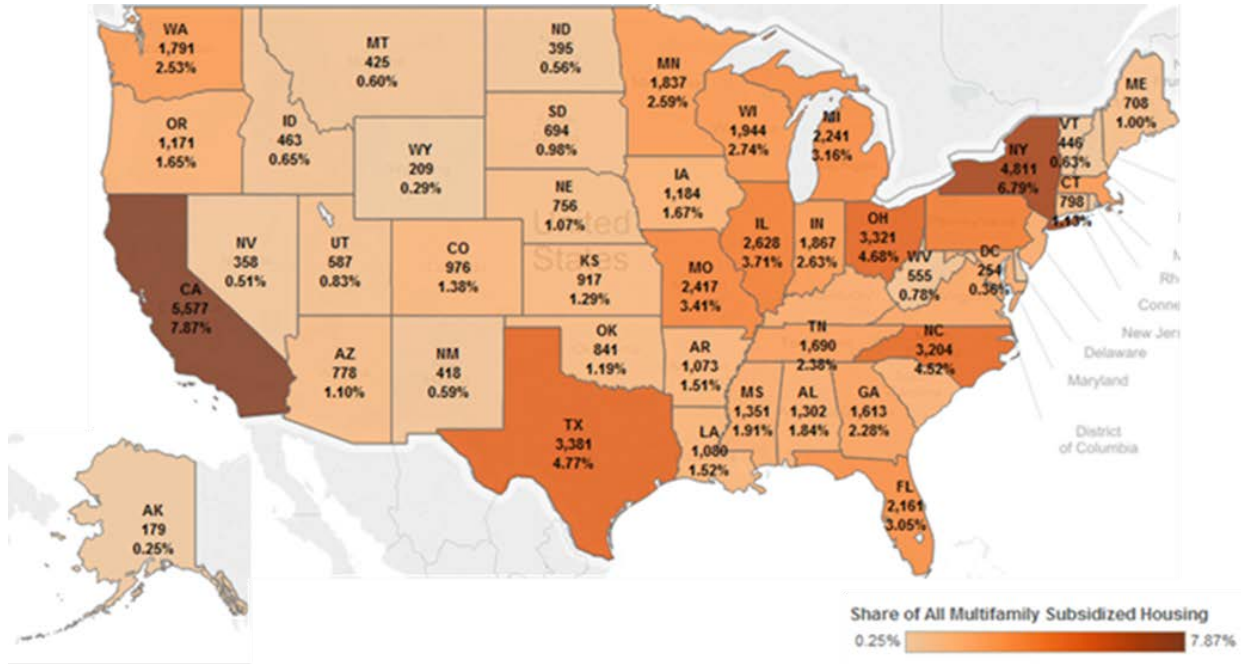 WA
1,791
2.53%
MT
425
0.60%
ND
395
0.56%
MN
1,837
2.59%
ME
708
1.00%
OR
1,171
1.65%
ID
463
0.65%
SD
694
0.98%
WI
1,944
2.74%
MI
2,241
3.16%
VT
446
0.63%
NY
4,811
6.79%
WY
209
0.29%
IA
1,184
1.67%
NE
756
1.07%
CT
798
1.13%
United
States
NV
358
0.51%
UT
587
0.83%
CO
976
1.38%
KS
917
1.29%
IL
2,628
3.71%
IN
1,867
2.63%
OH
3,321
4.68%
WV
555
0.78%
DC
254
0.36%
MO
2,417
3.41%
CA
5,577
7.87%
AZ
778
1.10%
NM
418
0.59%
OK
841
1.19%
AR
1,073
1.51%
TN
1,690
2.38%
NC
3,204
4.52%
MS
1,351
1.91%
AL
1,302
1.84%
GA
1,613
2.28%
TX
3,381
4.77%
LA
1,080
1.52%
FL
2,161
3.05%
AK
179
0.25%
Rh
Conne
New Jer
Delaware
Maryland
District
of Columbia
Share of All Multifamily Subsidized Housing
0.25% 7.87%